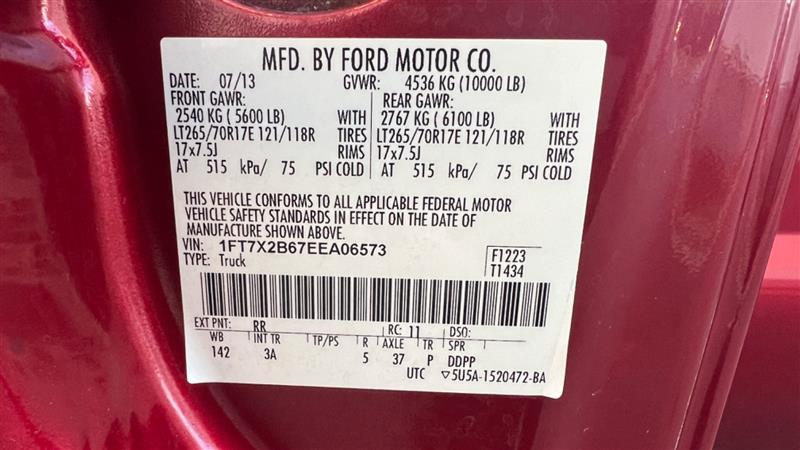 MFD. BY FORD MOTOR CO.
DATE: 07/13 GVWR: 4536 KG (10000 LB)
FRONT GAWR: REAR GAWR:
2540 KG ( 5600 LB) WITH 2767 KG ( 6100 LB) WITH
LT265/70R17E 121/118R TIRES LT265/70R17E 121/118R TIRES
17x7.5J RIMS 17x7.5J RIMS
AT 515 kPa/ 75 PSI COLD AT 515 kPa/ 75 PSI COLD
THIS VEHICLE CONFORMS TO ALL APPLICABLE FEDERAL MOTOR
VEHICLE SAFETY STANDARDS IN EFFECT ON THE DATE OF
MANUFACTURE SHOWN ABOVE.
VIN: 1FT7X2B67EEA06573 F1223
TYPE: Truck T1434
EXT PNT: RR RC: 11 DSO:
WB INT TR TP/PS R AXLE TR SPR
142 3A 5 37 P DDPP
UTC ▽5U5A-1520472-BA